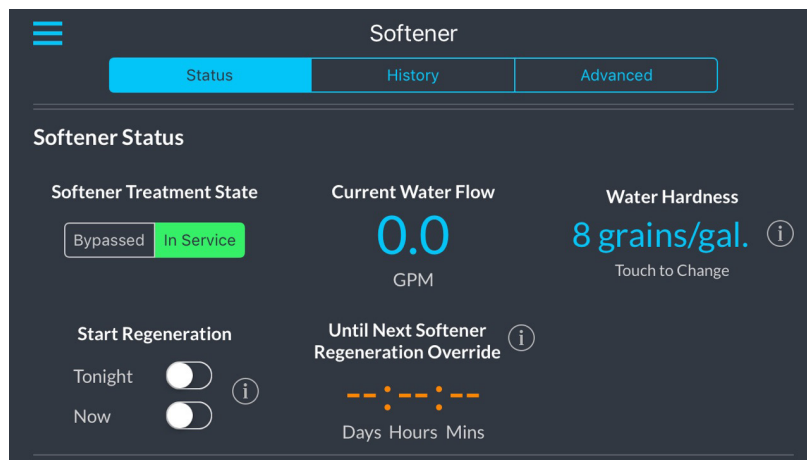 Softener
Status
History
Advanced
Softener Status
Softener Treatment State
Bypassed
In Service
Current Water Flow
0.0
GPM
Water Hardness
8 grains/gal.
i
Touch to Change
Start Regeneration
Tonight
Now
i
Until Next Softener
Regeneration Override
i
--:--:--
Days Hours Mins